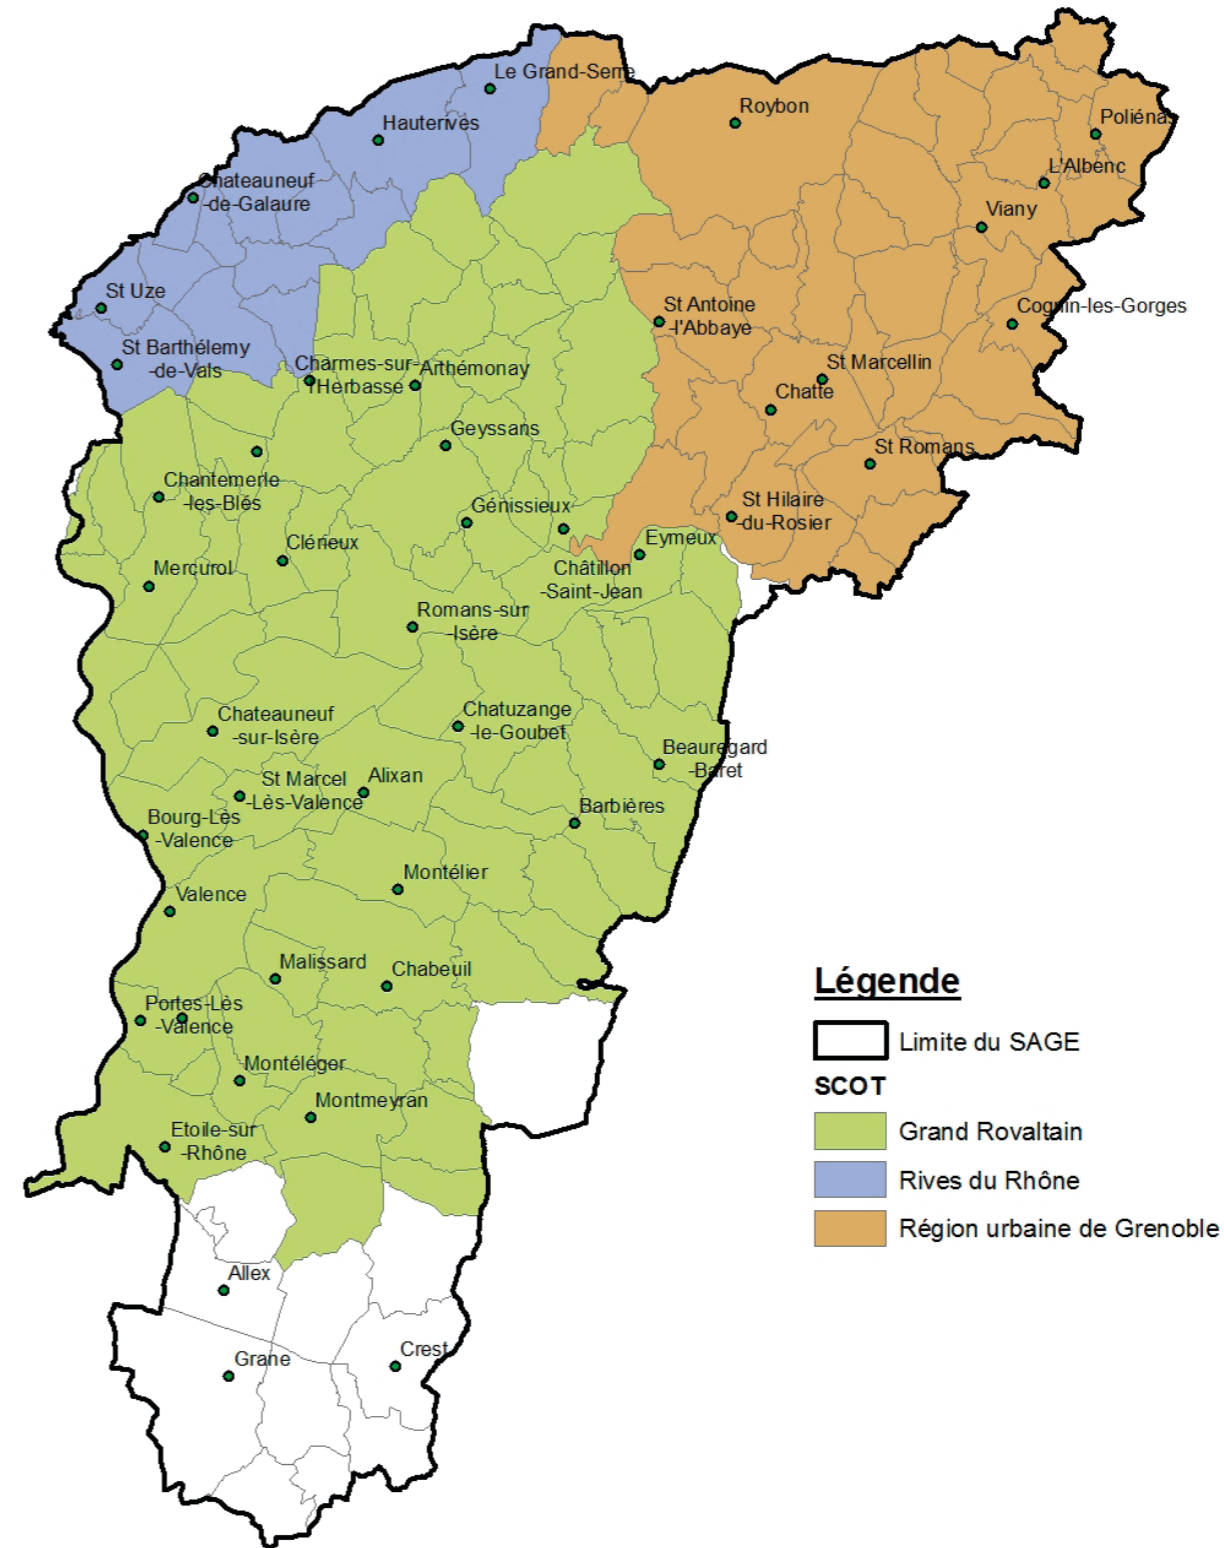 Le Grand-Serre
Roybon
Poliénas
Hauterives
L'Albenc
Chateauneuf
-de-Galaure
Viany
St Uze
St Antoine
-l'Abbaye
Cognin-les-Gorges
St Barthélemy
-de-Vals
Charmes-sur-
l'Herbasse
Arthémonay
St Marcellin
Chatte
Geyssans
St Romans
Chantemerle
-les-Blés
Génissieux
St Hilaire
-du-Rosier
Clérieux
Eymeux
Mercurol
Châtillon
-Saint-Jean
Romans-sur
-Isère
Chateauneuf
-sur-Isère
Chatuzange
-le-Goubet
Beauregard
-Baret
St Marcel
-Lès-Valence
Alixan
Barbières
Bourg-Lès
-Valence
Montélier
Valence
Malissard
Chabeuil
Portes-Lès
-Valence
Montéléger
Montmeyran
Etoile-sur
-Rhône
Allex
Grane
Crest
Légende
Limite du SAGE
SCOT
Grand Rovaltain
Rives du Rhône
Région urbaine de Grenoble